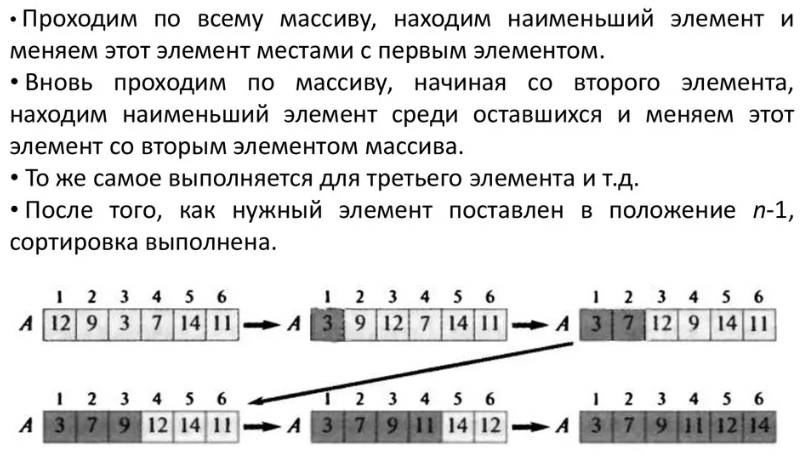 • Проходим по всему массиву, находим наименьший элемент и
меняем этот элемент местами с первым элементом.
• Вновь проходим по массиву, начиная со второго элемента,
находим наименьший элемент среди оставшихся и меняем этот
элемент со вторым элементом массива.
• То же самое выполняется для третьего элемента и т.д.
• После того, как нужный элемент поставлен в положение n-1,
сортировка выполнена.
1 2 3 4 5 6 1 2 3 4 5 6 1 2 3 4 5 6
A 12 9 3 7 14 11 A 3 9 12 7 14 11 A 3 7 12 9 14 11
1 2 3 4 5 6 1 2 3 4 5 6 1 2 3 4 5 6
A 3 7 9 12 14 11 A 3 7 9 11 14 12 A 3 7 9 11 12 14